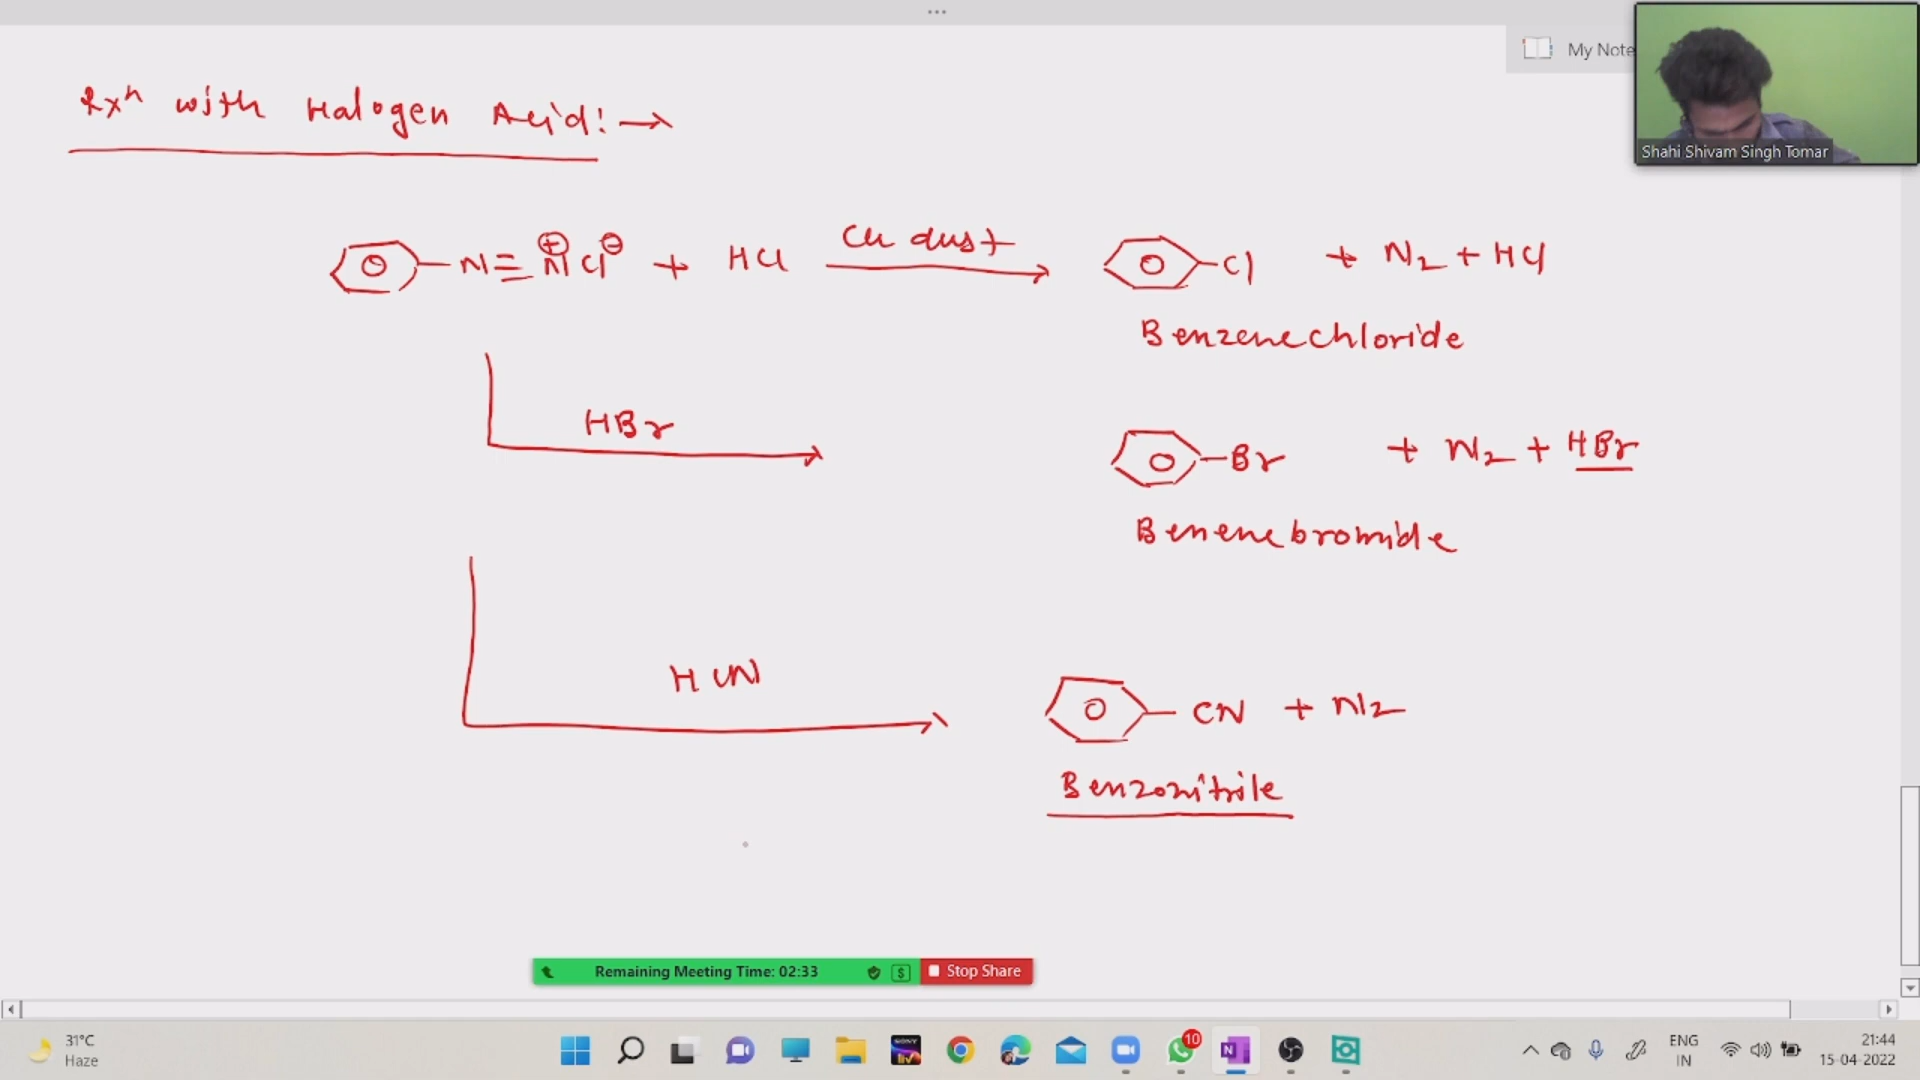 My Note
Shahi Shivam Singh Tomar
Rxn with Halogen Acid:→
N≡N⊕Cl⊖ + HCl Cu dust → Cl + N2 + HCl
Benzenechloride
HBr → Br + N2 + HBr
Benenebromide
HCN → CN + N2
Benzonitrile
Remaining Meeting Time: 02:33 Stop Share
31°C
Haze
SONY
liv
10
N
ENG
IN
21:44
15-04-2022